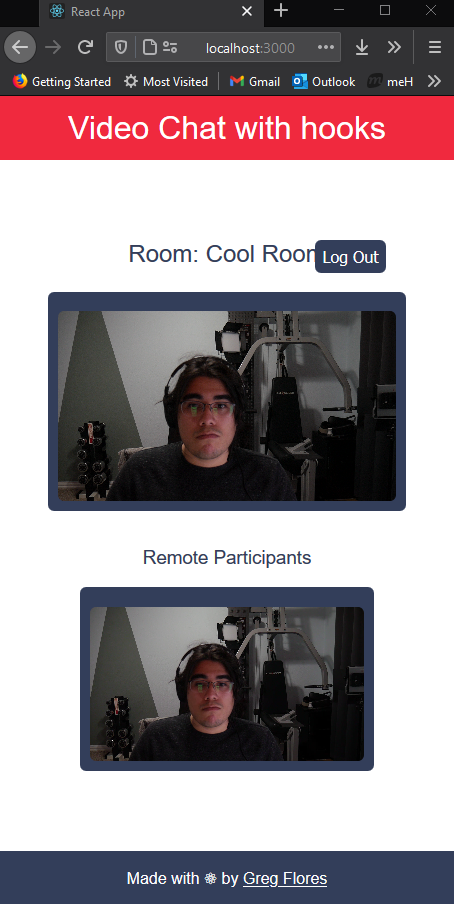 React App
localhost:3000
Getting Started Most Visited Gmail Outlook meH
Video Chat with hooks
Room: Cool Roon
Log Out
Remote Participants
Made with ⚛ by Greg Flores